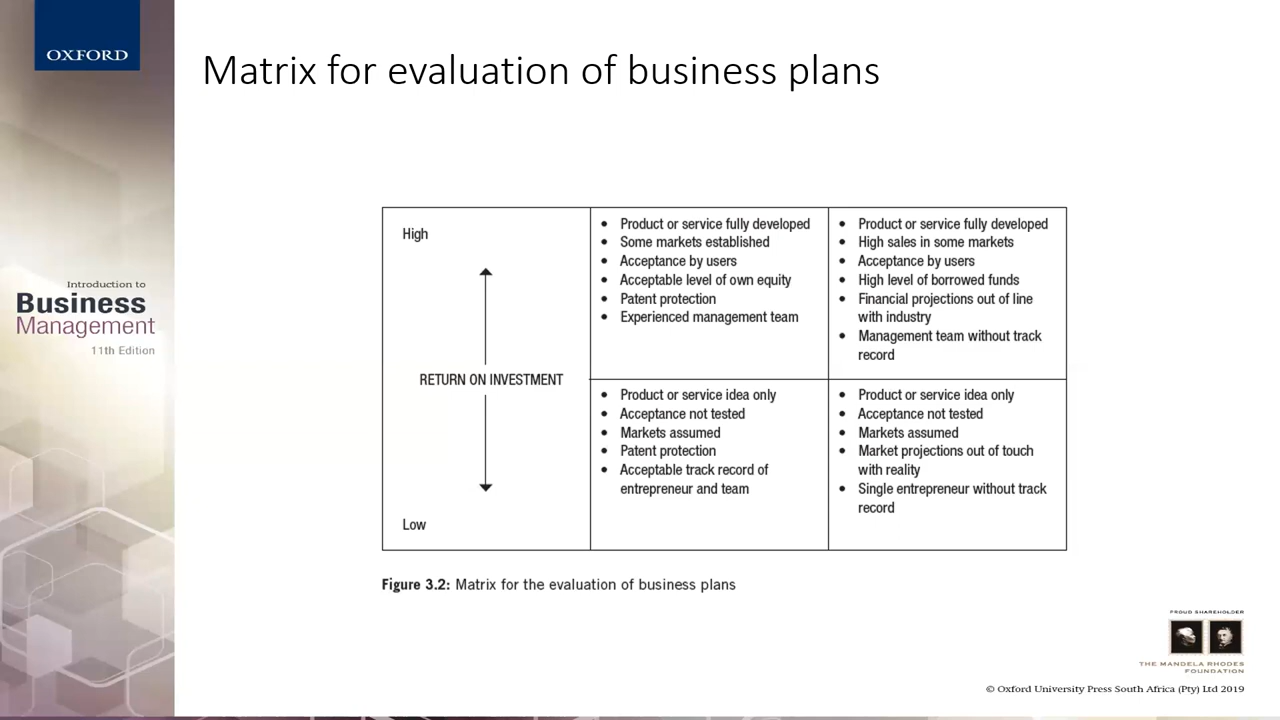 OXFORD
Matrix for evaluation of business plans
Introduction to
Business
Management
11th Edition
High
RETURN ON INVESTMENT
Low
• Product or service fully developed
• Some markets established
• Acceptance by users
• Acceptable level of own equity
• Patent protection
• Experienced management team
• Product or service fully developed
• High sales in some markets
• Acceptance by users
• High level of borrowed funds
• Financial projections out of line
with industry
• Management team without track
record
• Product or service idea only
• Acceptance not tested
• Markets assumed
• Patent protection
• Acceptable track record of
entrepreneur and team
• Product or service idea only
• Acceptance not tested
• Markets assumed
• Market projections out of touch
with reality
• Single entrepreneur without track
record
Figure 3.2: Matrix for the evaluation of business plans
PROUD SHAREHOLDER
THE MANDELA RHODES
FOUNDATION
© Oxford University Press South Africa (Pty) Ltd 2019